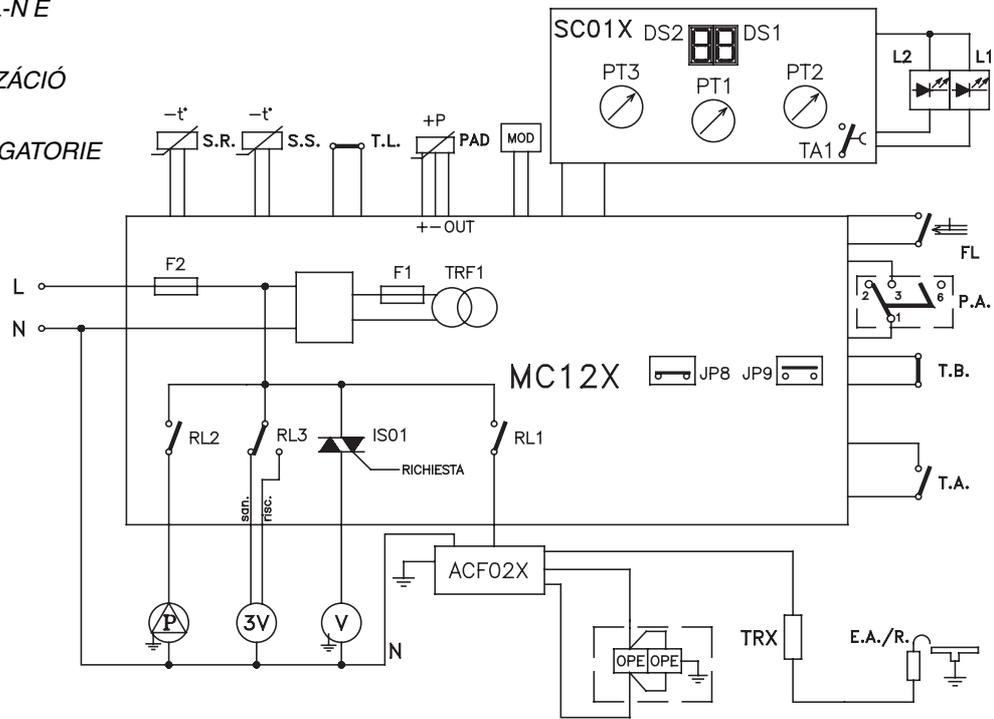 -N E
ZÁCIÓ
GATORIE
SC01X DS2 DS1
PT3 PT1 PT2
TA1
L2 L1
-t° S.R. -t° S.S. T.L. +P PAD MOD
+-OUT
FL
L F2 F1 TRF1
2 3 6 P.A.
1
N
MC12X JP8 JP9 T.B.
RL2 RL3 IS01 RL1
RICHIESTA
T.A.
san. risc.
ACF02X
P 3V V
N
OPE OPE
TRX E.A./R.